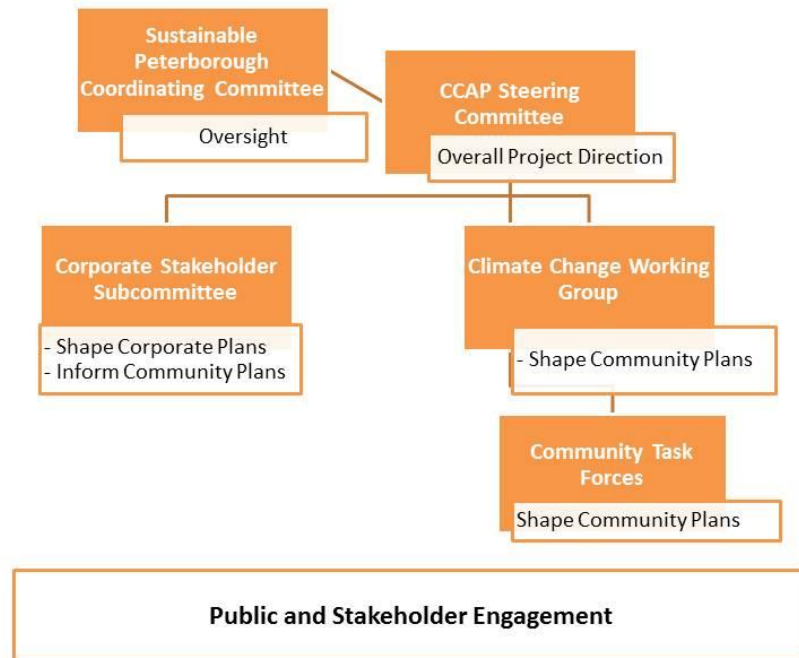 Sustainable
Peterborough
Coordinating Committee
Oversight
CCAP Steering
Committee
Overall Project Direction
Corporate Stakeholder
Subcommittee
- Shape Corporate Plans
- Inform Community Plans
Climate Change Working
Group
- Shape Community Plans
Community Task
Forces
Shape Community Plans
Public and Stakeholder Engagement